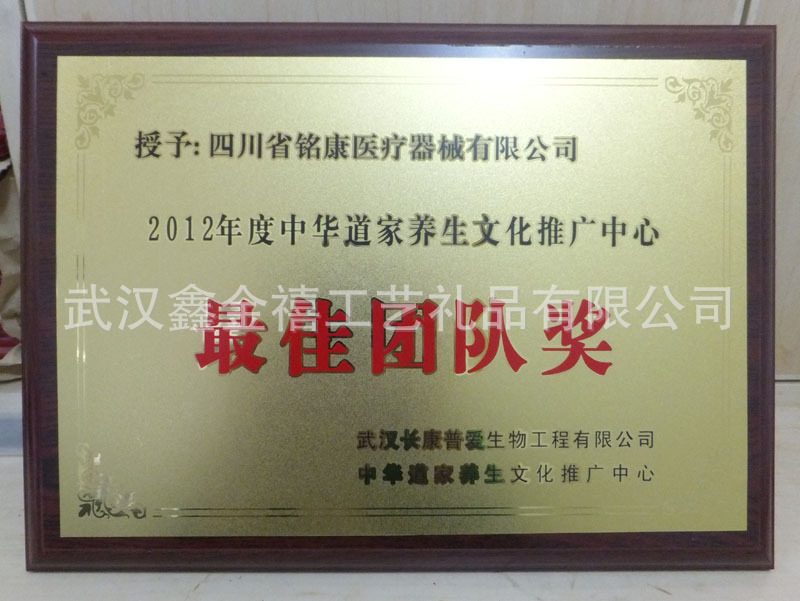 授予:四川省铭康医疗器械有限公司
2012年度中华道家养生文化推广中心
武汉鑫金禧工艺礼品有限公司
最佳团队奖
武汉长康普爱生物工程有限公司
中华道家养生文化推广中心